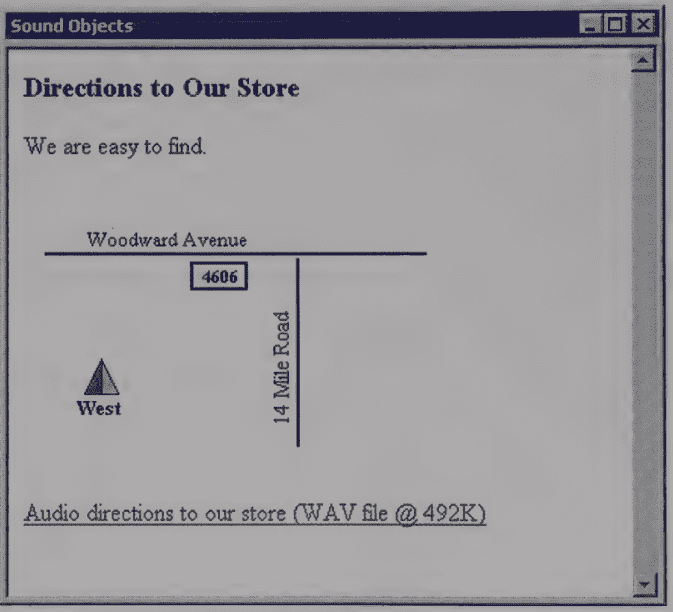 Sound Objects
Directions to Our Store
We are easy to find.
Woodward Avenue
4606
14 Mile Road
West
Audio directions to our store (WAV file @ 492K)